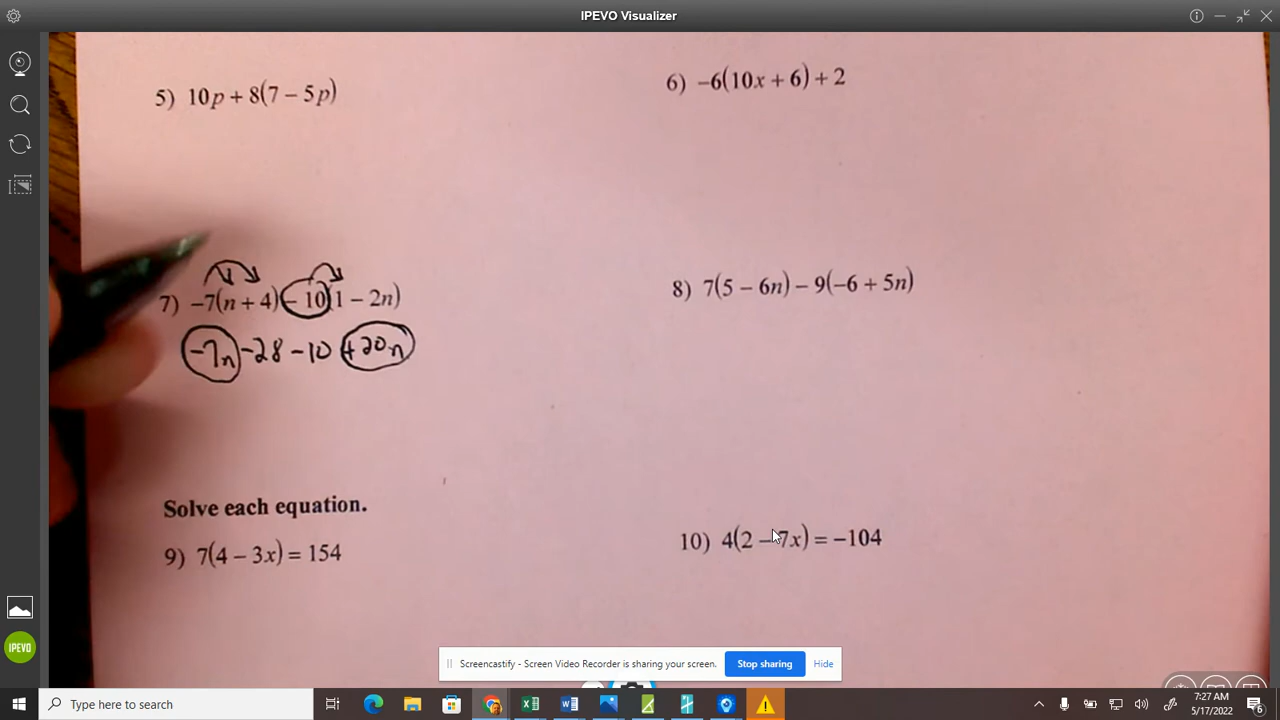 IPEVO Visualizer
5) 10p + 8(7 − 5p)
6) −6(10x + 6) + 2
7) −7(n + 4) − 10(1 − 2n)
−7n −28 −10 +20n
8) 7(5 − 6n) − 9(−6 + 5n)
Solve each equation.
9) 7(4 − 3x) = 154
10) 4(2 − 7x) = −104
IPEVO
Screencastify - Screen Video Recorder is sharing your screen.
Stop sharing
Hide
Type here to search
7:27 AM
5/17/2022
6